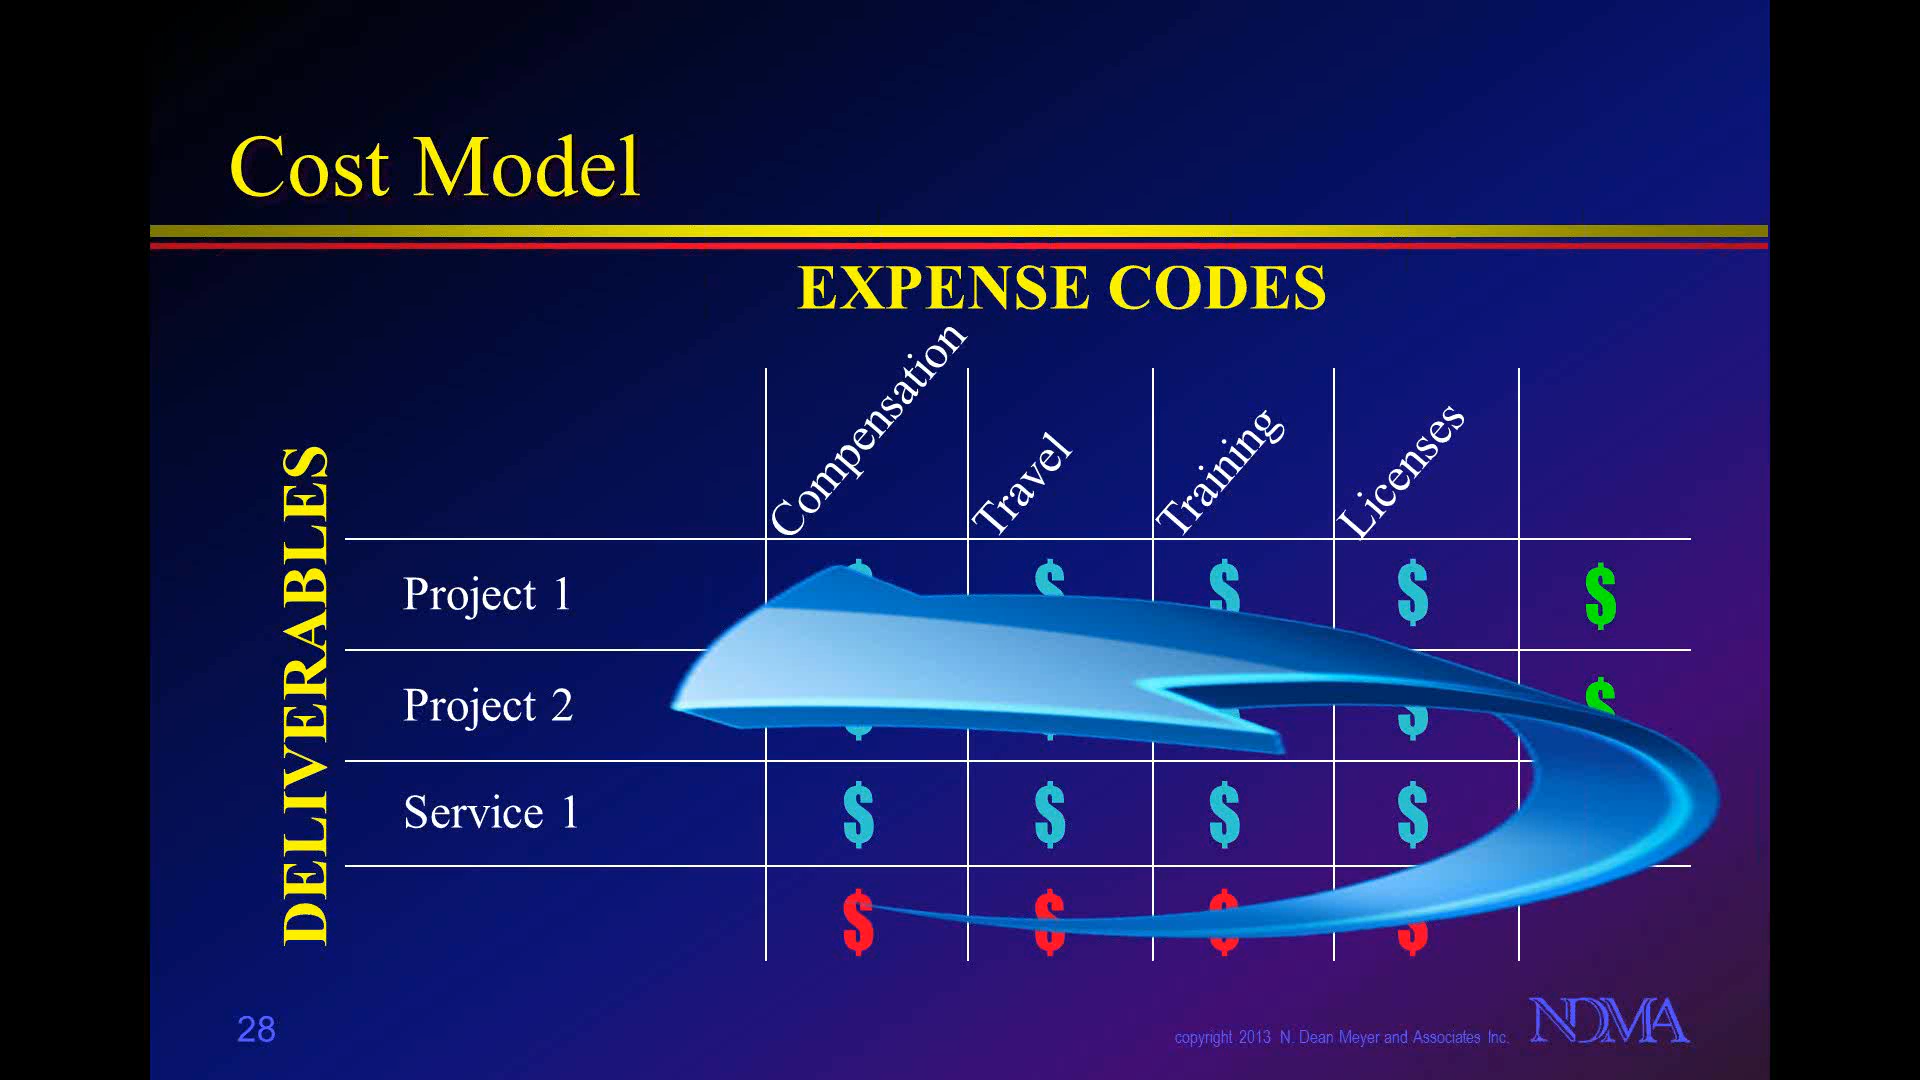 Cost Model
EXPENSE CODES
Compensation
Travel
Training
Licenses
DELIVERABLES
Project 1
$ $ $ $ $
Project 2
$ $ $ $ $
Service 1
$ $ $ $
$ $ $ $
28
copyright 2013 N. Dean Meyer and Associates Inc.
NDMA